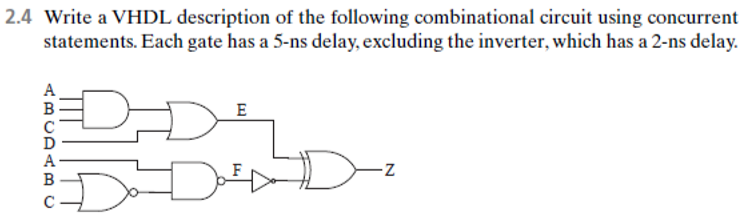 2.4 Write a VHDL description of the following combinational circuit using concurrent
statements. Each gate has a 5-ns delay, excluding the inverter, which has a 2-ns delay.
A
B
C
D
A
B
C
E
F
Z